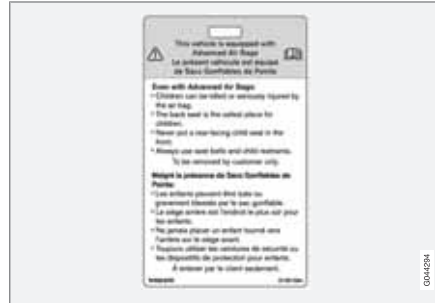 This vehicle is equipped with
Advanced Air Bags
Le présent véhicule est équipé
de Sacs Gonflables de Pointe
Even with Advanced Air Bags:
• Children can be killed or seriously injured by
the air bag.
• The back seat is the safest place for
children.
• Never put a rear-facing child seat in the
front.
• Always use seat belts and child restraints.
To be removed by customer only.
Malgré la présence de Sacs Gonflables de
Pointe:
• Les enfants peuvent être tués ou
gravement blessés par le sac gonflable.
• Le siège arrière est l'endroit le plus sûr pour
les enfants.
• Ne jamais placer un enfant tourné vers
l'arrière sur le siège avant.
• Toujours utiliser les ceintures de sécurité ou
les dispositifs de protection pour enfants.
À enlever par le client seulement.
G044294